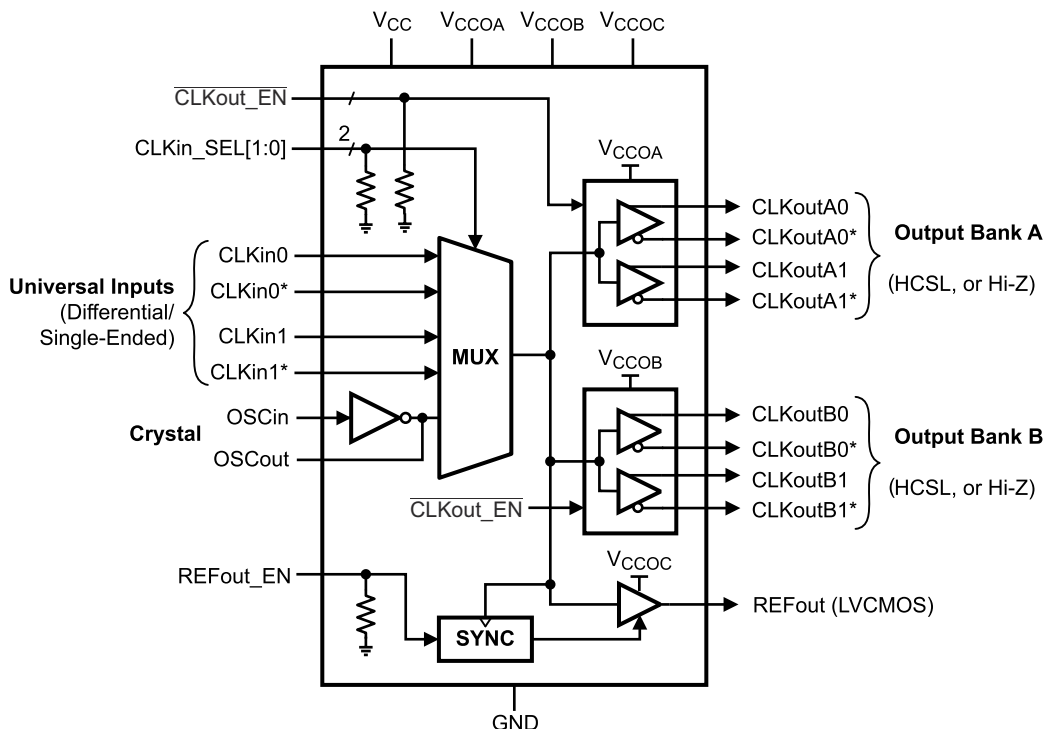 VCC VCCOA VCCOB VCCOC
CLKout_EN
CLKin_SEL[1:0]
2
VCCOA
CLKoutA0
CLKoutA0*
CLKoutA1
CLKoutA1*
Output Bank A
(HCSL, or Hi-Z)
Universal Inputs
(Differential/
Single-Ended)
CLKin0
CLKin0*
CLKin1
CLKin1*
MUX
Crystal
OSCin
OSCout
VCCOB
CLKoutB0
CLKoutB0*
CLKoutB1
CLKoutB1*
Output Bank B
(HCSL, or Hi-Z)
CLKout_EN
REFout_EN
SYNC
VCCOC
REFout (LVCMOS)
GND